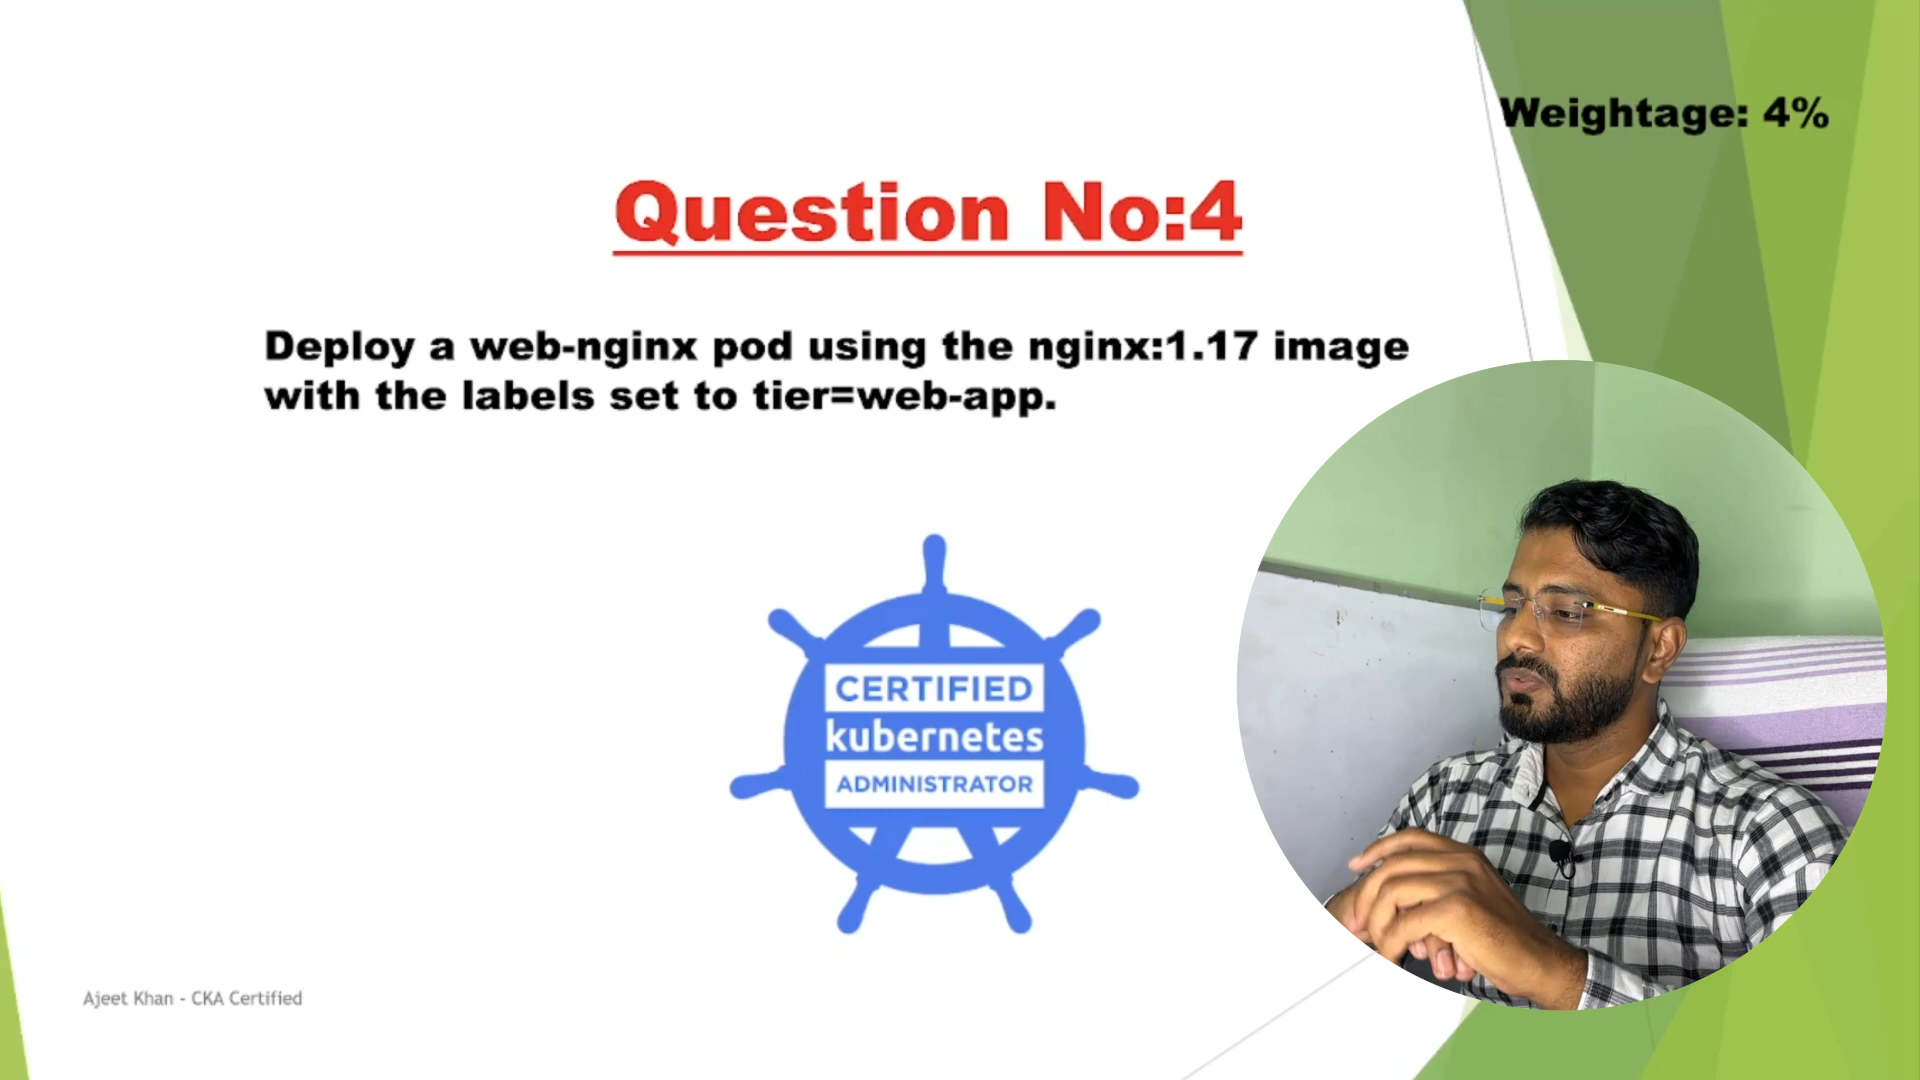 Weightage: 4%
Question No:4
Deploy a web-nginx pod using the nginx:1.17 image
with the labels set to tier=web-app.
CERTIFIED
kubernetes
ADMINISTRATOR
Ajeet Khan - CKA Certified